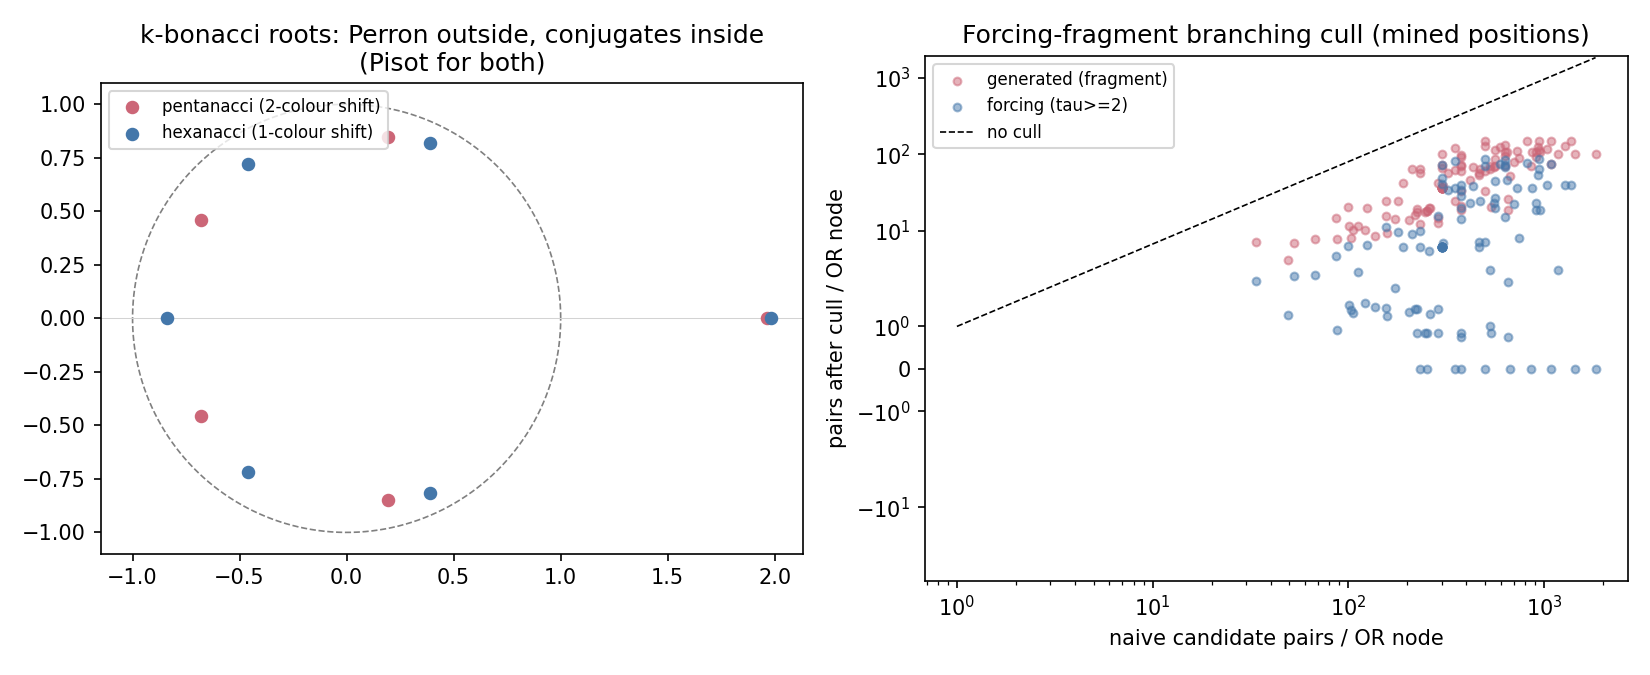 k-bonacci roots: Perron outside, conjugates inside
(Pisot for both)
pentanacci (2-colour shift)
hexanacci (1-colour shift)
1.00
0.75
0.50
0.25
0.00
−0.25
−0.50
−0.75
−1.00
−1.0
−0.5
0.0
0.5
1.0
1.5
2.0
Forcing-fragment branching cull (mined positions)
generated (fragment)
forcing (tau>=2)
no cull
pairs after cull / OR node
10³
10²
10¹
10⁰
0
−10⁰
−10¹
10⁰
10¹
10²
10³
naive candidate pairs / OR node